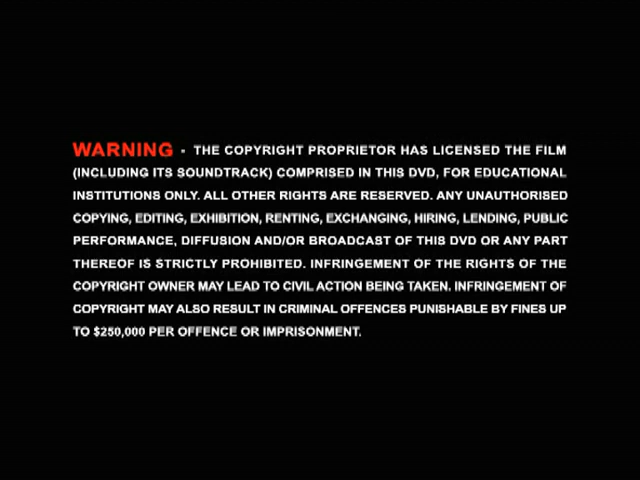 WARNING - THE COPYRIGHT PROPRIETOR HAS LICENSED THE FILM
(INCLUDING ITS SOUNDTRACK) COMPRISED IN THIS DVD, FOR EDUCATIONAL
INSTITUTIONS ONLY. ALL OTHER RIGHTS ARE RESERVED. ANY UNAUTHORISED
COPYING, EDITING, EXHIBITION, RENTING, EXCHANGING, HIRING, LENDING, PUBLIC
PERFORMANCE, DIFFUSION AND/OR BROADCAST OF THIS DVD OR ANY PART
THEREOF IS STRICTLY PROHIBITED. INFRINGEMENT OF THE RIGHTS OF THE
COPYRIGHT OWNER MAY LEAD TO CIVIL ACTION BEING TAKEN. INFRINGEMENT OF
COPYRIGHT MAY ALSO RESULT IN CRIMINAL OFFENCES PUNISHABLE BY FINES UP
TO $250,000 PER OFFENCE OR IMPRISONMENT.